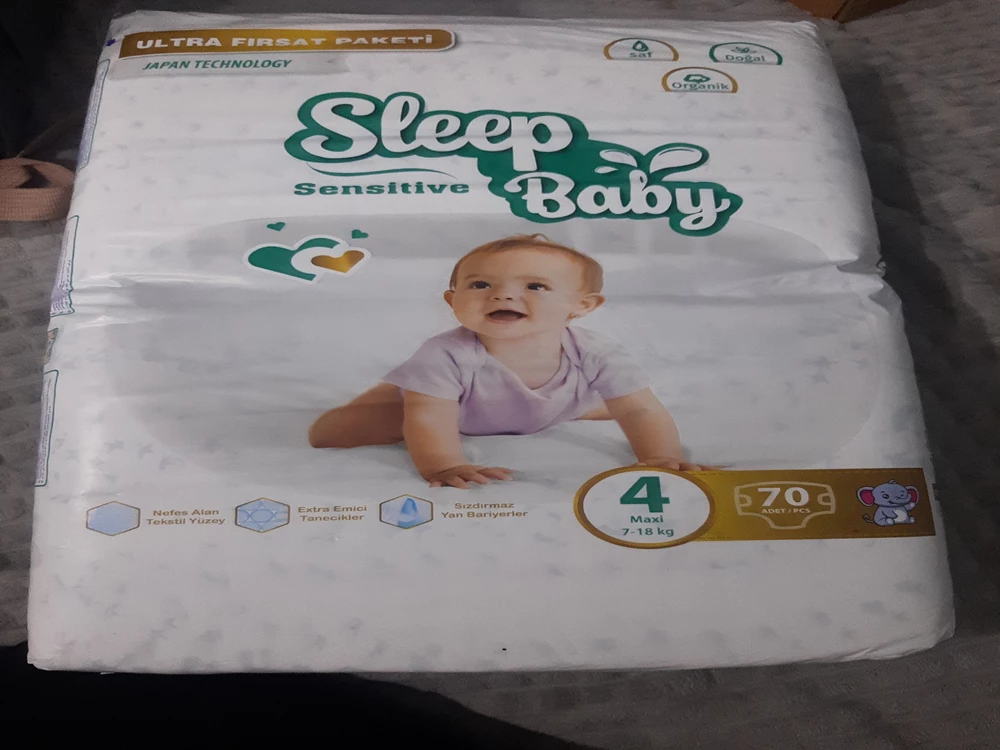 ULTRA FIRSAT PAKETİ
JAPAN TECHNOLOGY
saf
Doğal
Organik
Sleep
Baby
Sensitive
Nefes Alan
Tekstil Yüzey
Extra Emici
Tanecikler
Sızdırmaz
Yan Bariyerler
4
Maxi
7-18 kg
70
ADET / PCS